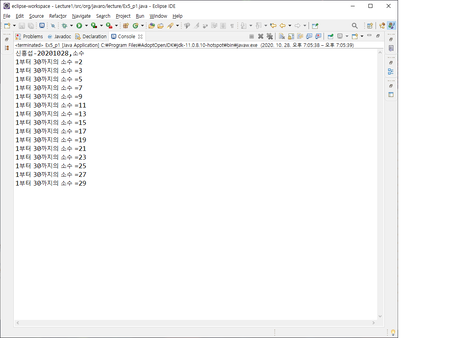 eclipse-workspace - Lecture1/src/org/javaro/lecture/Ex5_p1.java - Eclipse IDE
File Edit Source Refactor Navigate Search Project Run Window Help
Problems Javadoc Declaration Console
<terminated> Ex5_p1 [Java Application] C:\Program Files\AdoptOpenJDK\jdk-11.0.8.10-hotspot\bin\javaw.exe (2020. 10. 28. 오후 7:05:38 – 오후 7:05:39)
신흥섭-20201028,소수
1부터 30까지의 소수 =2
1부터 30까지의 소수 =3
1부터 30까지의 소수 =5
1부터 30까지의 소수 =7
1부터 30까지의 소수 =9
1부터 30까지의 소수 =11
1부터 30까지의 소수 =13
1부터 30까지의 소수 =15
1부터 30까지의 소수 =17
1부터 30까지의 소수 =19
1부터 30까지의 소수 =21
1부터 30까지의 소수 =23
1부터 30까지의 소수 =25
1부터 30까지의 소수 =27
1부터 30까지의 소수 =29